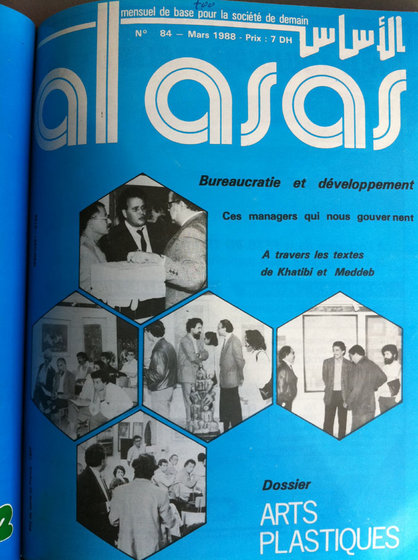 mensuel de base pour la société de demain
N° 84 – Mars 1988 - Prix : 7 DH
الأساس
al asas
Bureaucratie et développement
Ces managers qui nous gouvernent
A travers les textes
de Khatibi et Meddeb
Dossier
ARTS
PLASTIQUES